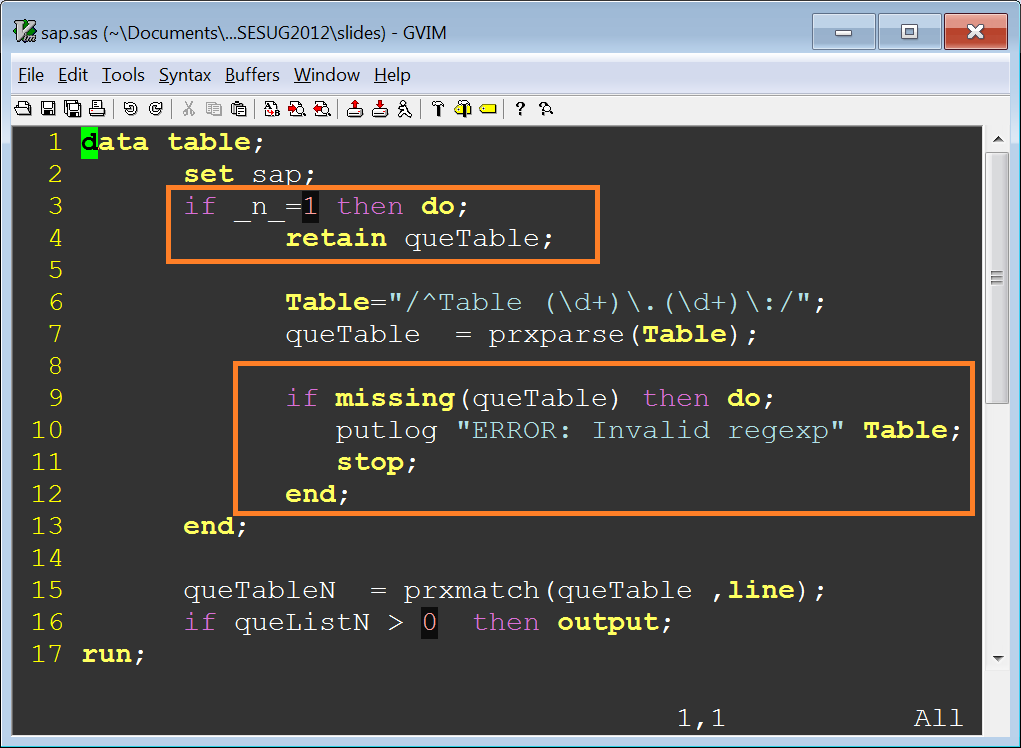 sap.sas (~\Documents\...SESUG2012\slides) - GVIM
File Edit Tools Syntax Buffers Window Help
1 data table;
2 set sap;
3 if _n_=1 then do;
4 retain queTable;
5
6 Table="/^Table (\d+)\.(\d+)\:/";
7 queTable = prxparse(Table);
8
9 if missing(queTable) then do;
10 putlog "ERROR: Invalid regexp" Table;
11 stop;
12 end;
13 end;
14
15 queTableN = prxmatch(queTable ,line);
16 if queListN > 0 then output;
17 run;
1,1 All